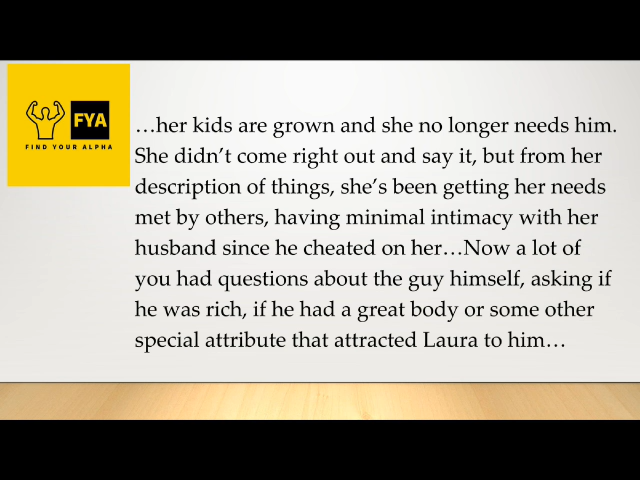 FYA
FIND YOUR ALPHA
…her kids are grown and she no longer needs him.
She didn’t come right out and say it, but from her
description of things, she’s been getting her needs
met by others, having minimal intimacy with her
husband since he cheated on her…Now a lot of
you had questions about the guy himself, asking if
he was rich, if he had a great body or some other
special attribute that attracted Laura to him…